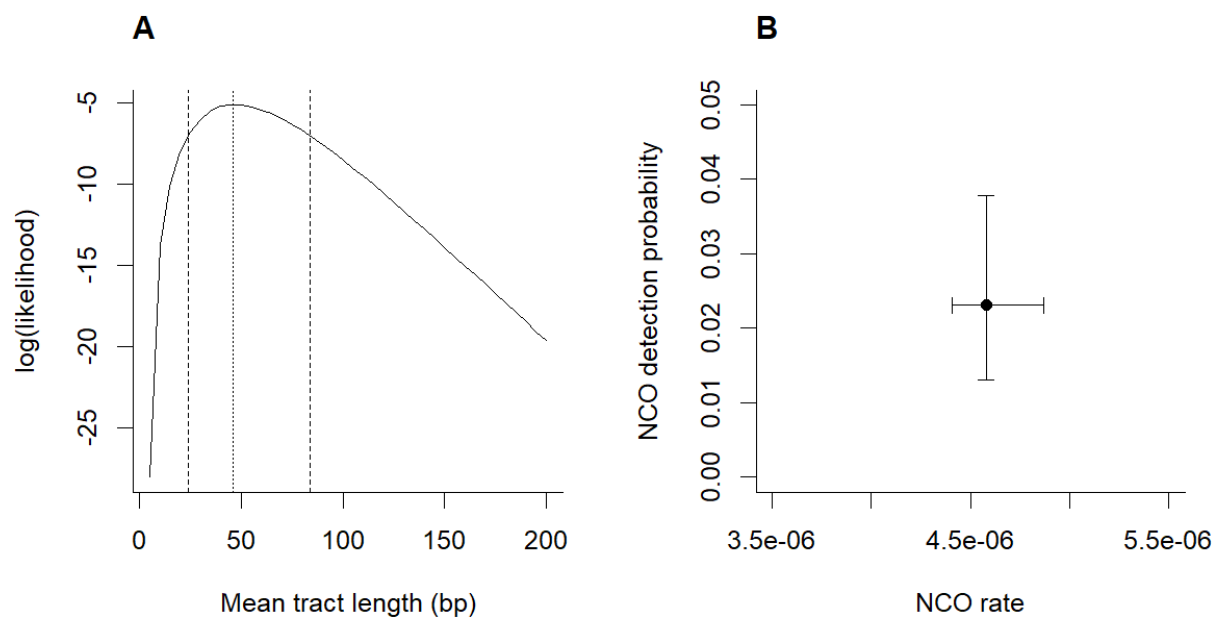 A
log(likelihood)
-5
-10
-15
-20
-25
0 50 100 150 200
Mean tract length (bp)
B
NCO detection probability
0.05
0.04
0.03
0.02
0.01
0.00
3.5e-06 4.5e-06 5.5e-06
NCO rate